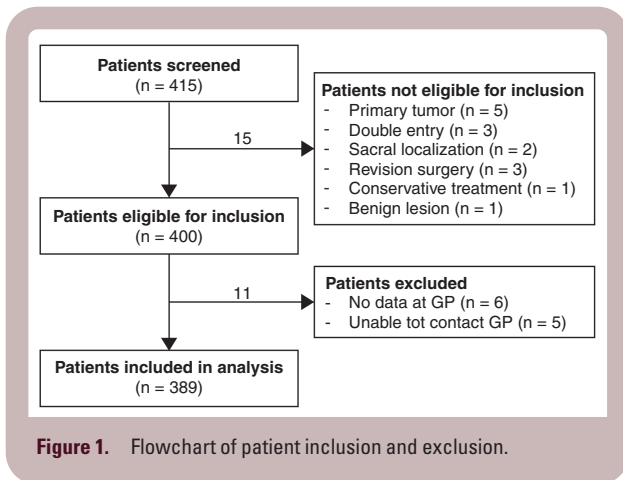 Patients screened
(n = 415)
15
Patients not eligible for inclusion
- Primary tumor (n = 5)
- Double entry (n = 3)
- Sacral localization (n = 2)
- Revision surgery (n = 3)
- Conservative treatment (n = 1)
- Benign lesion (n = 1)
Patients eligible for inclusion
(n = 400)
11
Patients excluded
- No data at GP (n = 6)
- Unable tot contact GP (n = 5)
Patients included in analysis
(n = 389)
Figure 1. Flowchart of patient inclusion and exclusion.